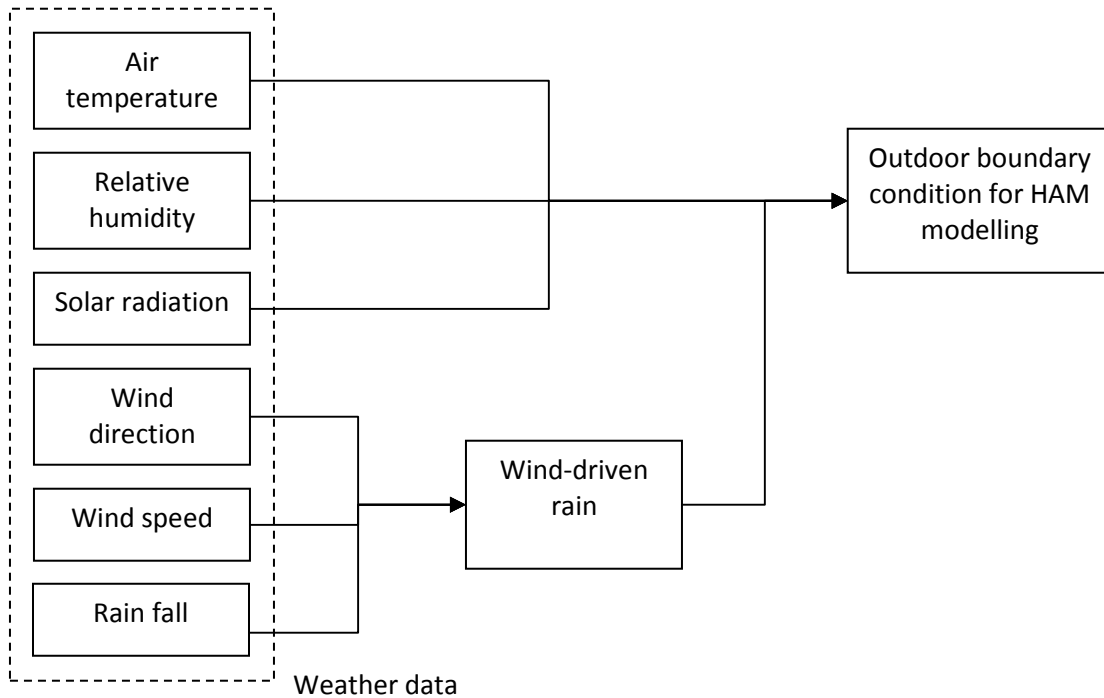 Air
temperature
Relative
humidity
Solar radiation
Wind
direction
Wind speed
Rain fall
Weather data
Wind-driven
rain
Outdoor boundary
condition for HAM
modelling